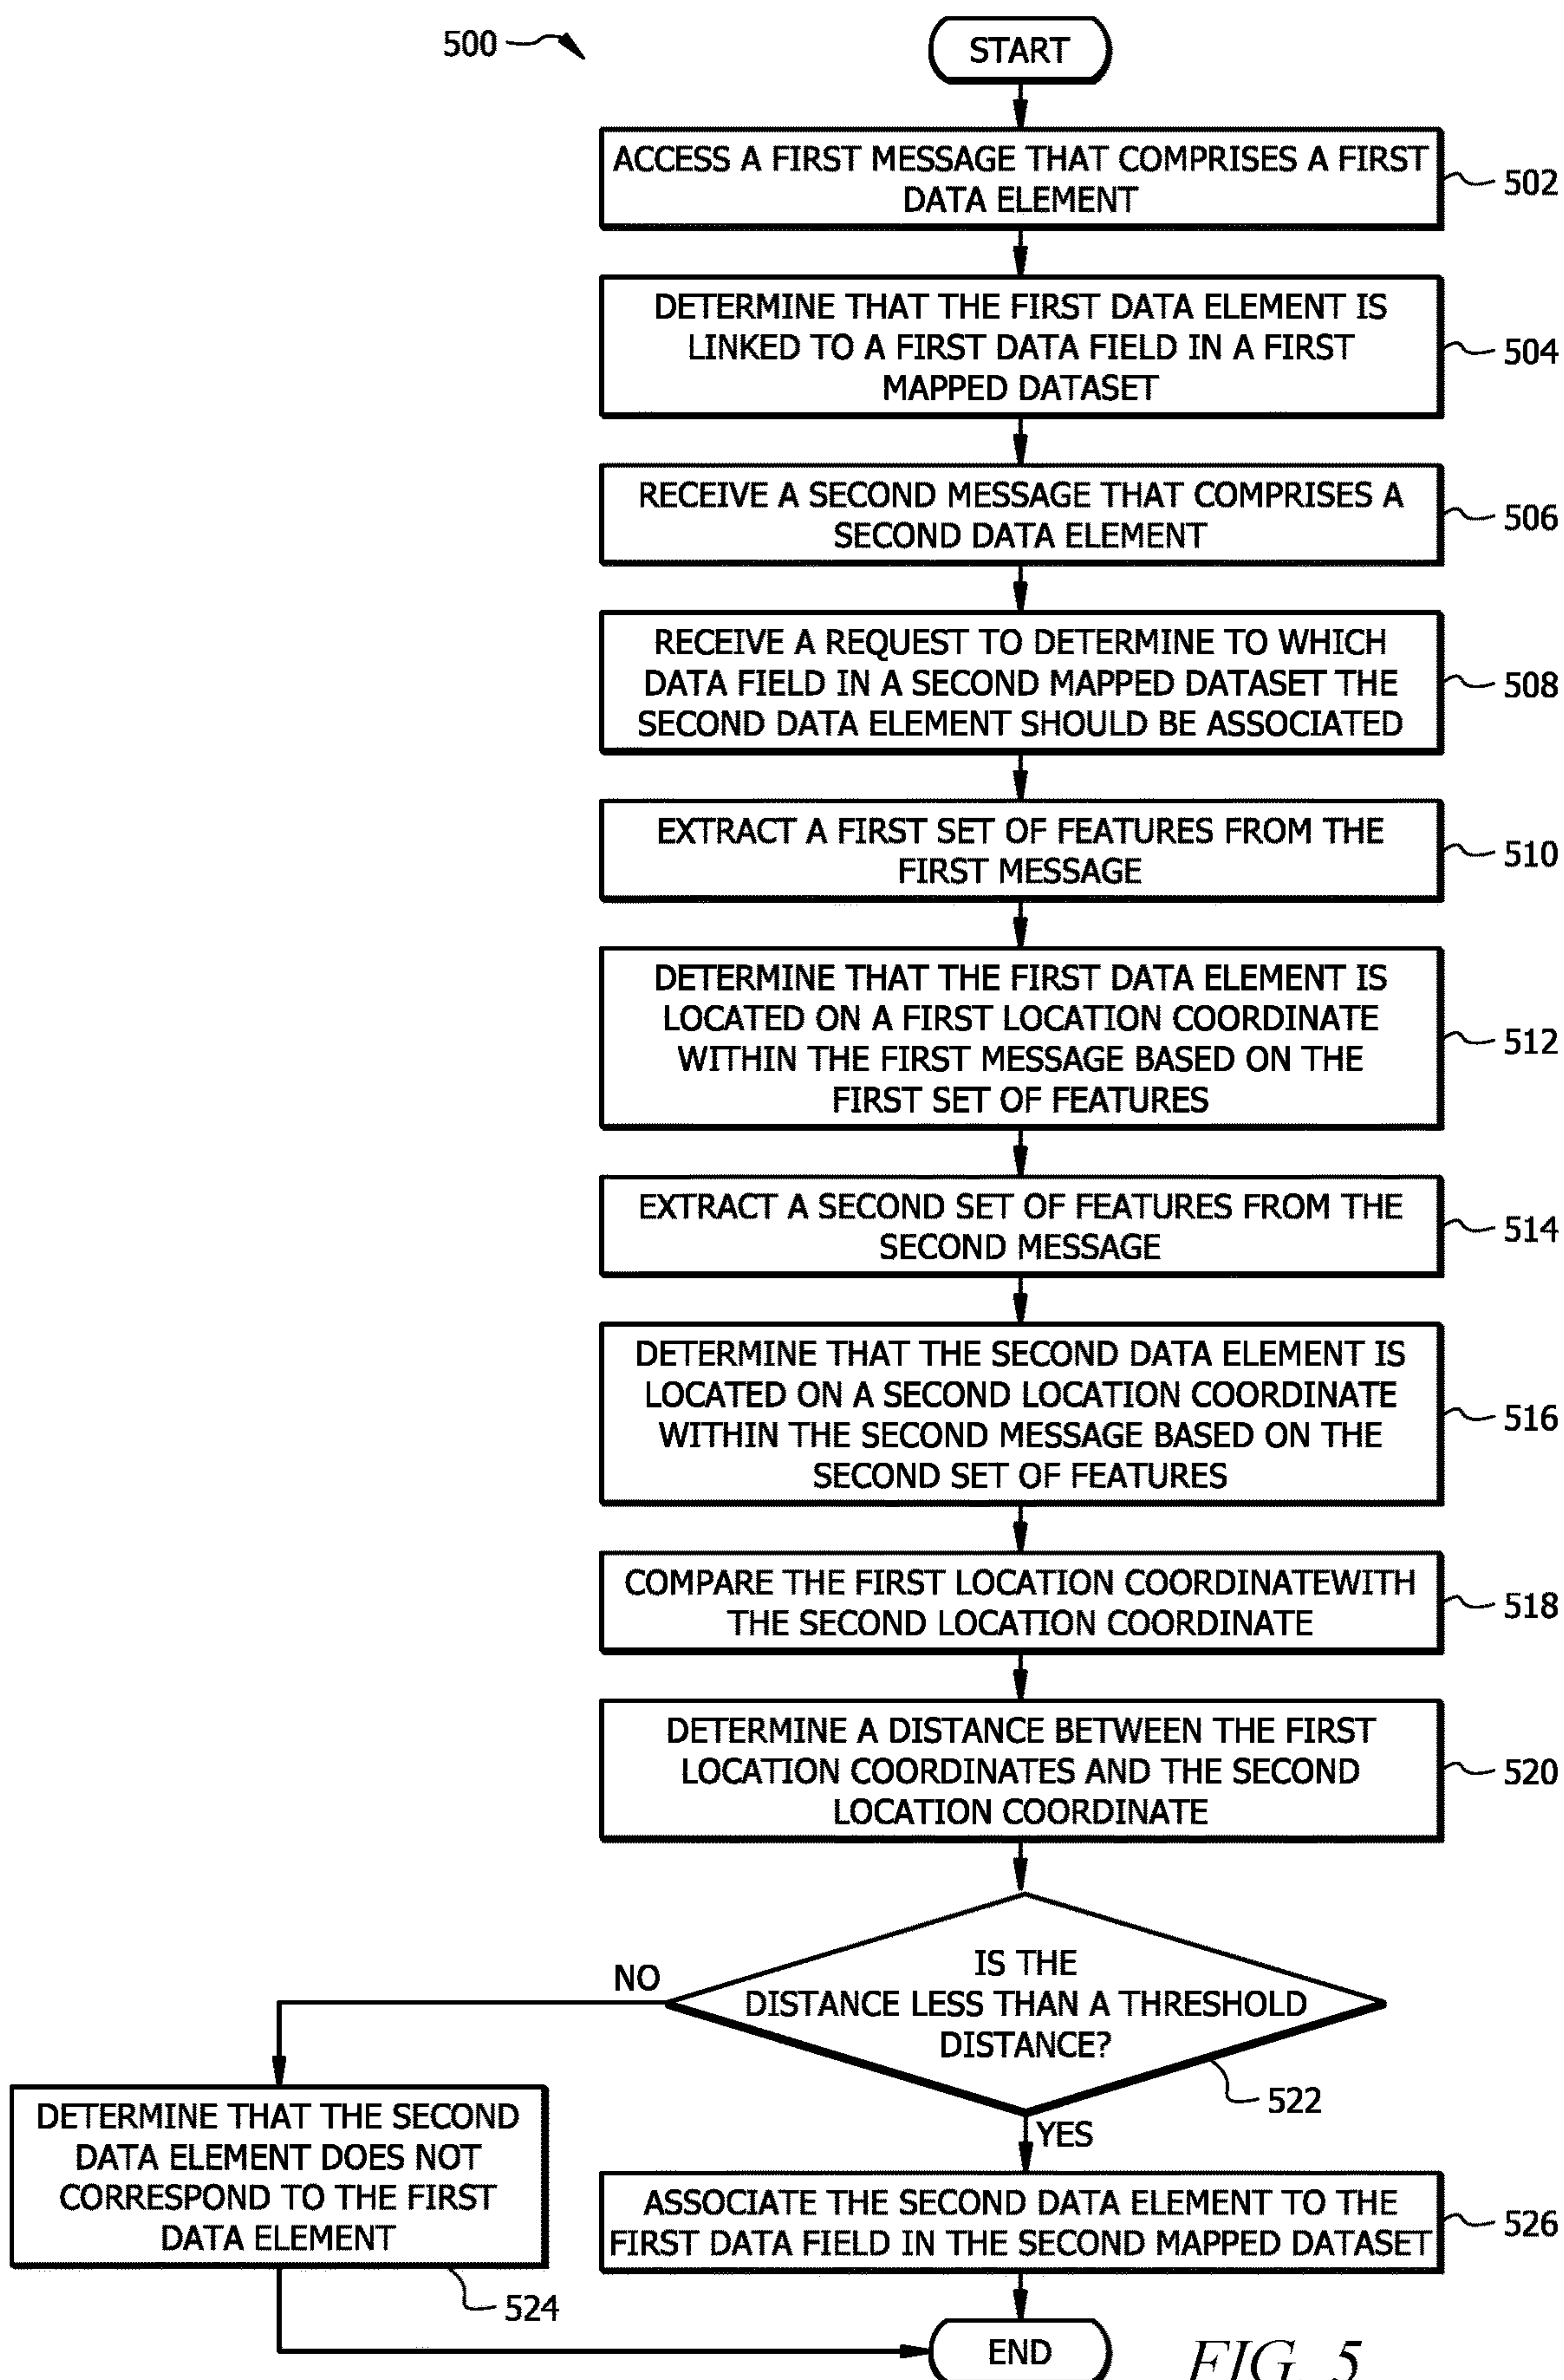 500
START
ACCESS A FIRST MESSAGE THAT COMPRISES A FIRST
DATA ELEMENT
502
DETERMINE THAT THE FIRST DATA ELEMENT IS
LINKED TO A FIRST DATA FIELD IN A FIRST
MAPPED DATASET
504
RECEIVE A SECOND MESSAGE THAT COMPRISES A
SECOND DATA ELEMENT
506
RECEIVE A REQUEST TO DETERMINE TO WHICH
DATA FIELD IN A SECOND MAPPED DATASET THE
SECOND DATA ELEMENT SHOULD BE ASSOCIATED
508
EXTRACT A FIRST SET OF FEATURES FROM THE
FIRST MESSAGE
510
DETERMINE THAT THE FIRST DATA ELEMENT IS
LOCATED ON A FIRST LOCATION COORDINATE
WITHIN THE FIRST MESSAGE BASED ON THE
FIRST SET OF FEATURES
512
EXTRACT A SECOND SET OF FEATURES FROM THE
SECOND MESSAGE
514
DETERMINE THAT THE SECOND DATA ELEMENT IS
LOCATED ON A SECOND LOCATION COORDINATE
WITHIN THE SECOND MESSAGE BASED ON THE
SECOND SET OF FEATURES
516
COMPARE THE FIRST LOCATION COORDINATEWITH
THE SECOND LOCATION COORDINATE
518
DETERMINE A DISTANCE BETWEEN THE FIRST
LOCATION COORDINATES AND THE SECOND
LOCATION COORDINATE
520
IS THE
DISTANCE LESS THAN A THRESHOLD
DISTANCE?
522
NO
YES
DETERMINE THAT THE SECOND
DATA ELEMENT DOES NOT
CORRESPOND TO THE FIRST
DATA ELEMENT
524
ASSOCIATE THE SECOND DATA ELEMENT TO THE
FIRST DATA FIELD IN THE SECOND MAPPED DATASET
526
END
FIG. 5